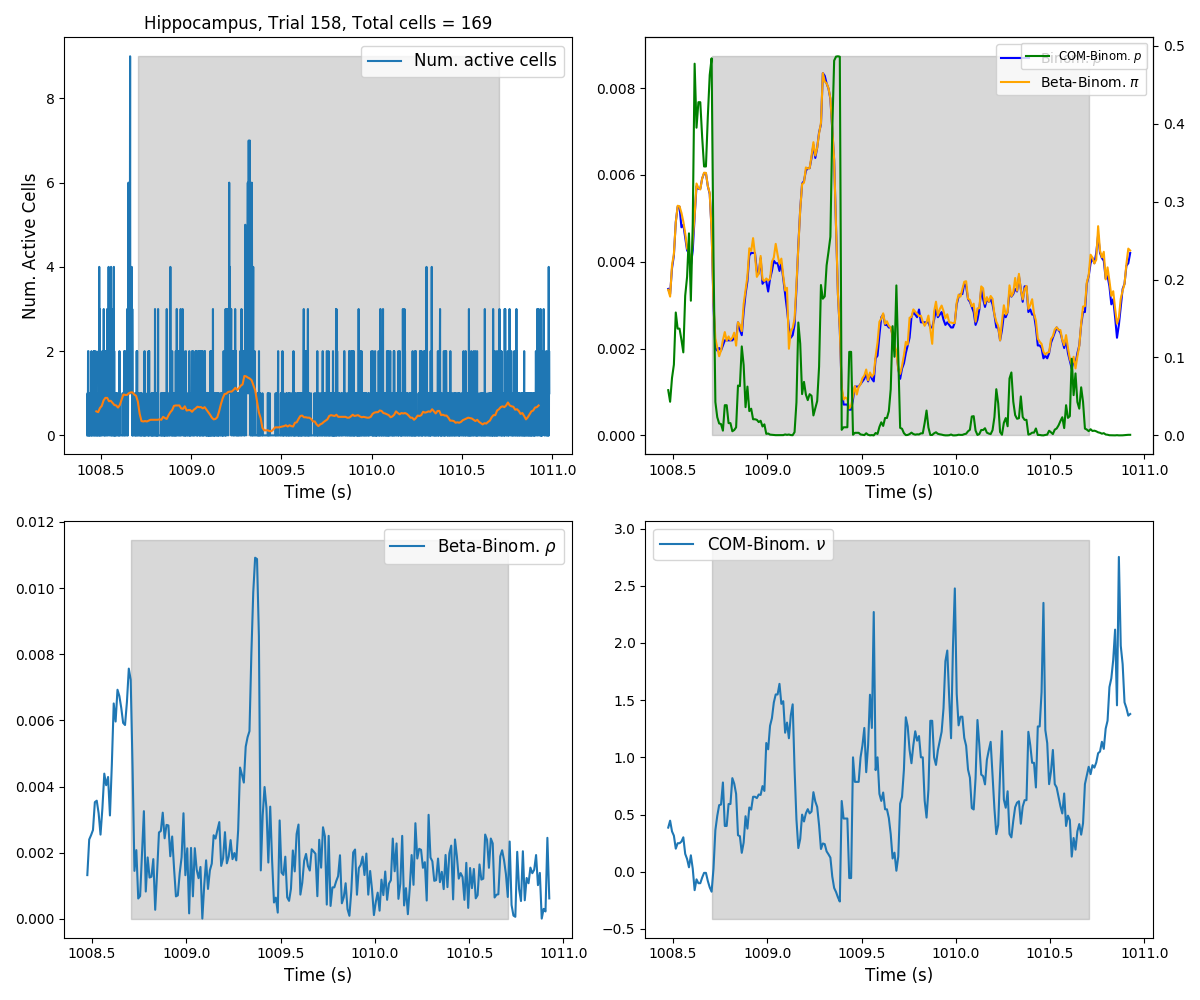 Hippocampus, Trial 158, Total cells = 169
Num. active cells
Num. Active Cells
8
6
4
2
0
1008.5 1009.0 1009.5 1010.0 1010.5 1011.0
Time (s)
COM-Binom. p
Beta-Binom. π
0.008
0.006
0.004
0.002
0.000
0.5
0.4
0.3
0.2
0.1
0.0
1008.5 1009.0 1009.5 1010.0 1010.5 1011.0
Time (s)
Beta-Binom. ρ
0.012
0.010
0.008
0.006
0.004
0.002
0.000
1008.5 1009.0 1009.5 1010.0 1010.5 1011.0
Time (s)
COM-Binom. ν
3.0
2.5
2.0
1.5
1.0
0.5
0.0
−0.5
1008.5 1009.0 1009.5 1010.0 1010.5 1011.0
Time (s)